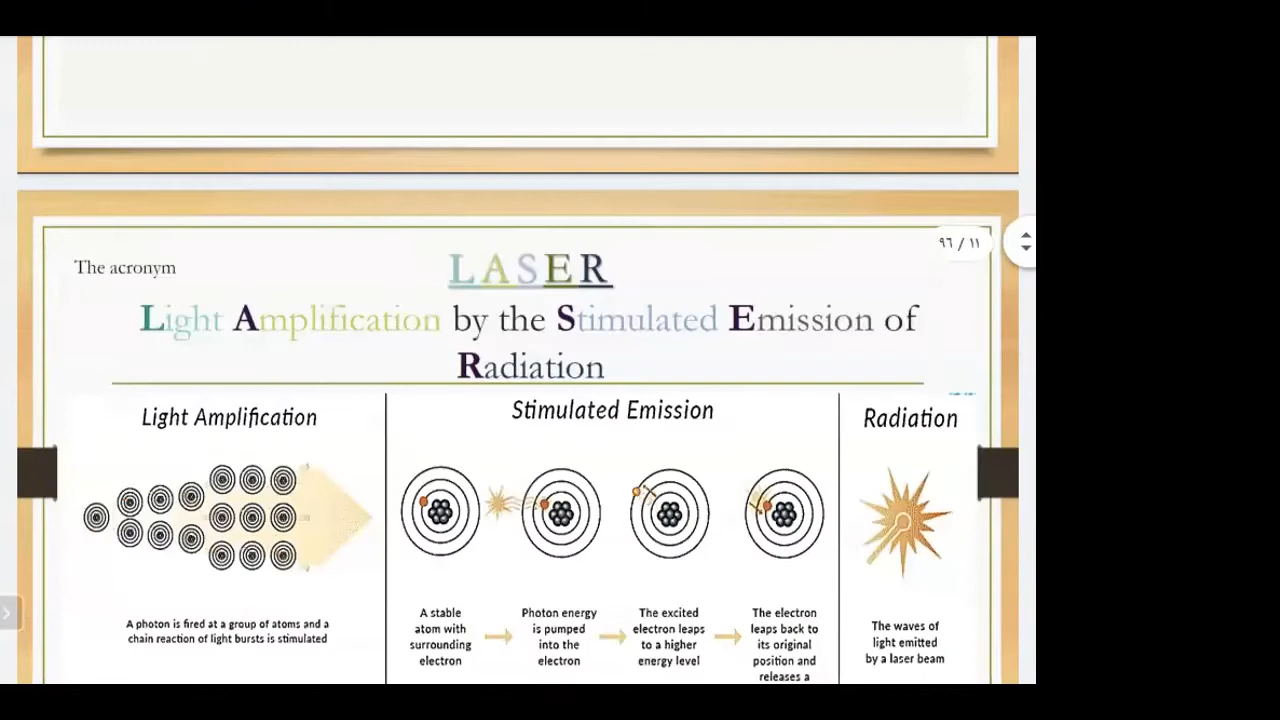 ٩٦ / ١١
The acronym
LASER
Light Amplification by the Stimulated Emission of
Radiation
Light Amplification
Stimulated Emission
Radiation
A photon is fired at a group of atoms and a
chain reaction of light bursts is stimulated
A stable
atom with
surrounding
electron
Photon energy
is pumped
into the
electron
The excited
electron leaps
to a higher
energy level
The electron
leaps back to
its original
position and
releases a
The waves of
light emitted
by a laser beam